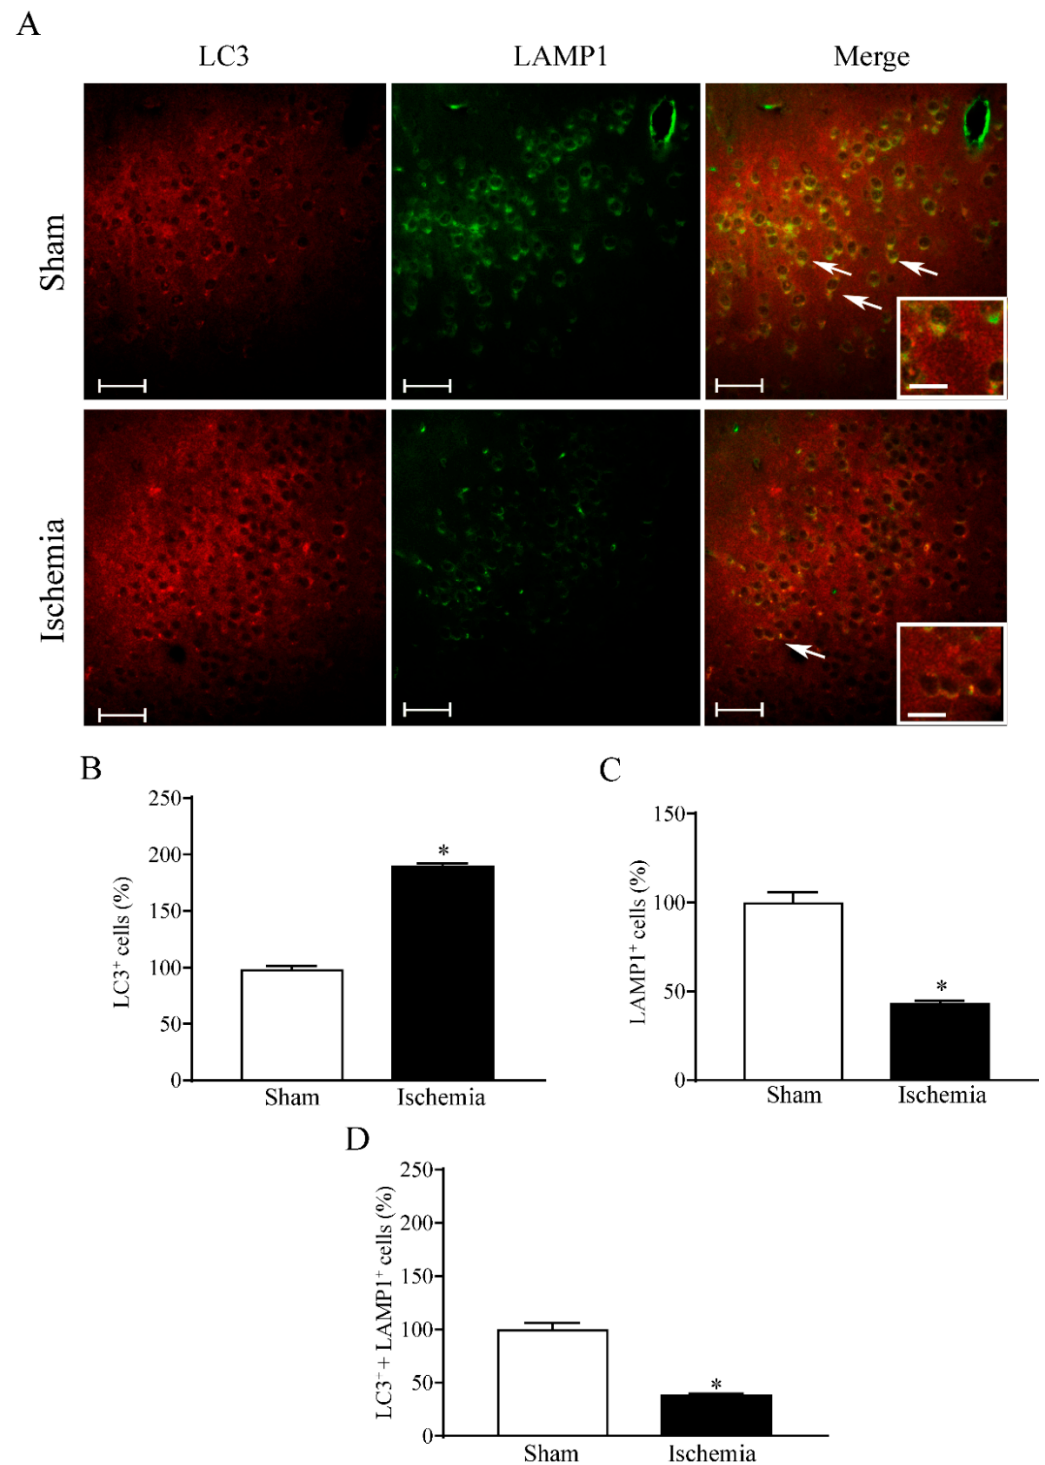 A
LC3 LAMP1 Merge
Sham
Ischemia
B
LC3⁺ cells (%)
250
200
150
100
50
0
*
Sham Ischemia
C
LAMP1⁺ cells (%)
150
100
50
0
*
Sham Ischemia
D
LC3⁺ + LAMP1⁺ cells (%)
250
200
150
100
50
0
*
Sham Ischemia